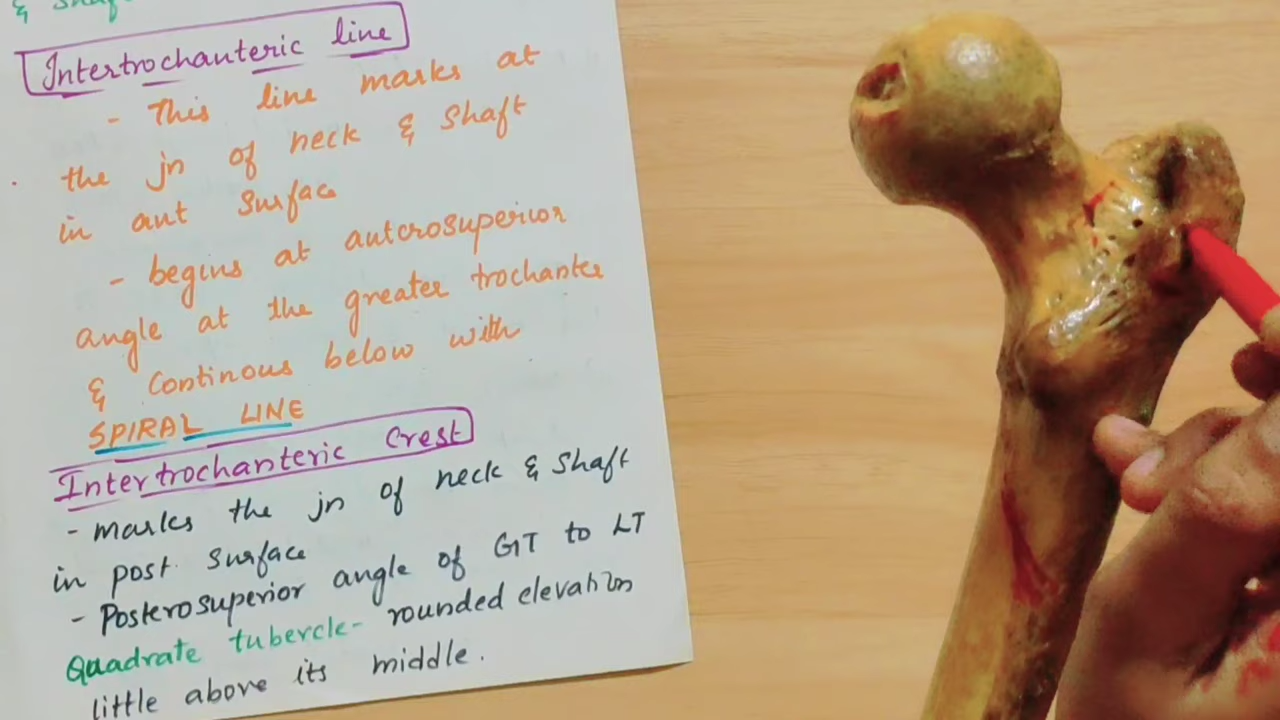 & Shaf
Intertrochanteric line
- This line marks at
the jn of neck & Shaft
in ant Surface
- begins at anterosuperior
angle at the greater trochanter
& Continous below with
SPIRAL LINE
Intertrochanteric Crest
- marks the jn of neck & Shaft
in post. Surface
- Posterosuperior angle of GT to LT
Quadrate tubercle- rounded elevation
little above its middle.